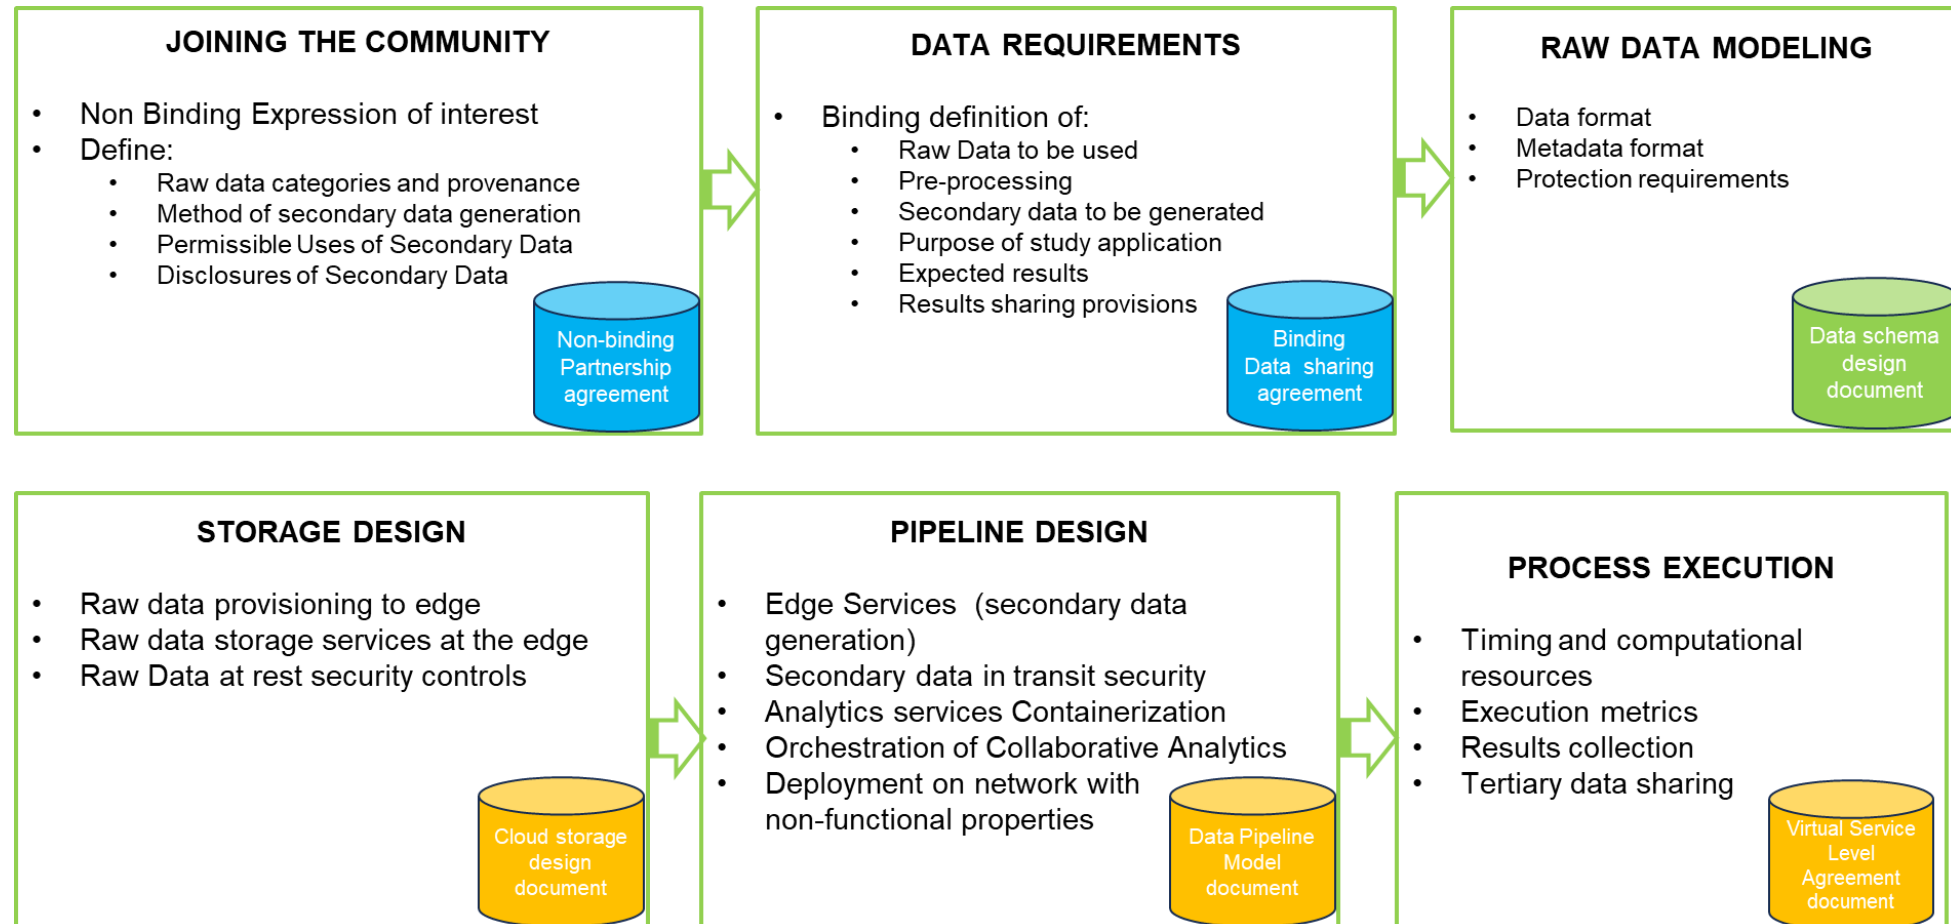 JOINING THE COMMUNITY
• Non Binding Expression of interest
• Define:
• Raw data categories and provenance
• Method of secondary data generation
• Permissible Uses of Secondary Data
• Disclosures of Secondary Data
Non-binding
Partnership
agreement
DATA REQUIREMENTS
• Binding definition of:
• Raw Data to be used
• Pre-processing
• Secondary data to be generated
• Purpose of study application
• Expected results
• Results sharing provisions
Binding
Data sharing
agreement
RAW DATA MODELING
• Data format
• Metadata format
• Protection requirements
Data schema
design
document
STORAGE DESIGN
• Raw data provisioning to edge
• Raw data storage services at the edge
• Raw Data at rest security controls
Cloud storage
design
document
PIPELINE DESIGN
• Edge Services (secondary data
generation)
• Secondary data in transit security
• Analytics services Containerization
• Orchestration of Collaborative Analytics
• Deployment on network with
non-functional properties
Data Pipeline
Model
document
PROCESS EXECUTION
• Timing and computational
resources
• Execution metrics
• Results collection
• Tertiary data sharing
Virtual Service
Level
Agreement
document